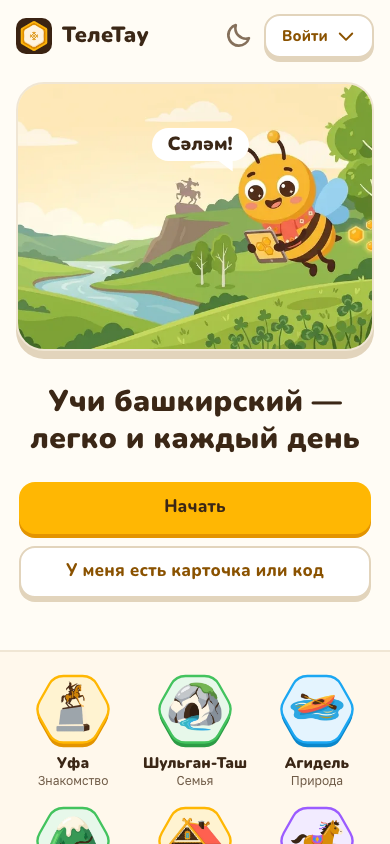 ТелеТау
Войти
Сәләм!
Учи башкирский —
легко и каждый день
Начать
У меня есть карточка или код
Уфа
Шульган-Таш
Агидель
Знакомство
Семья
Природа